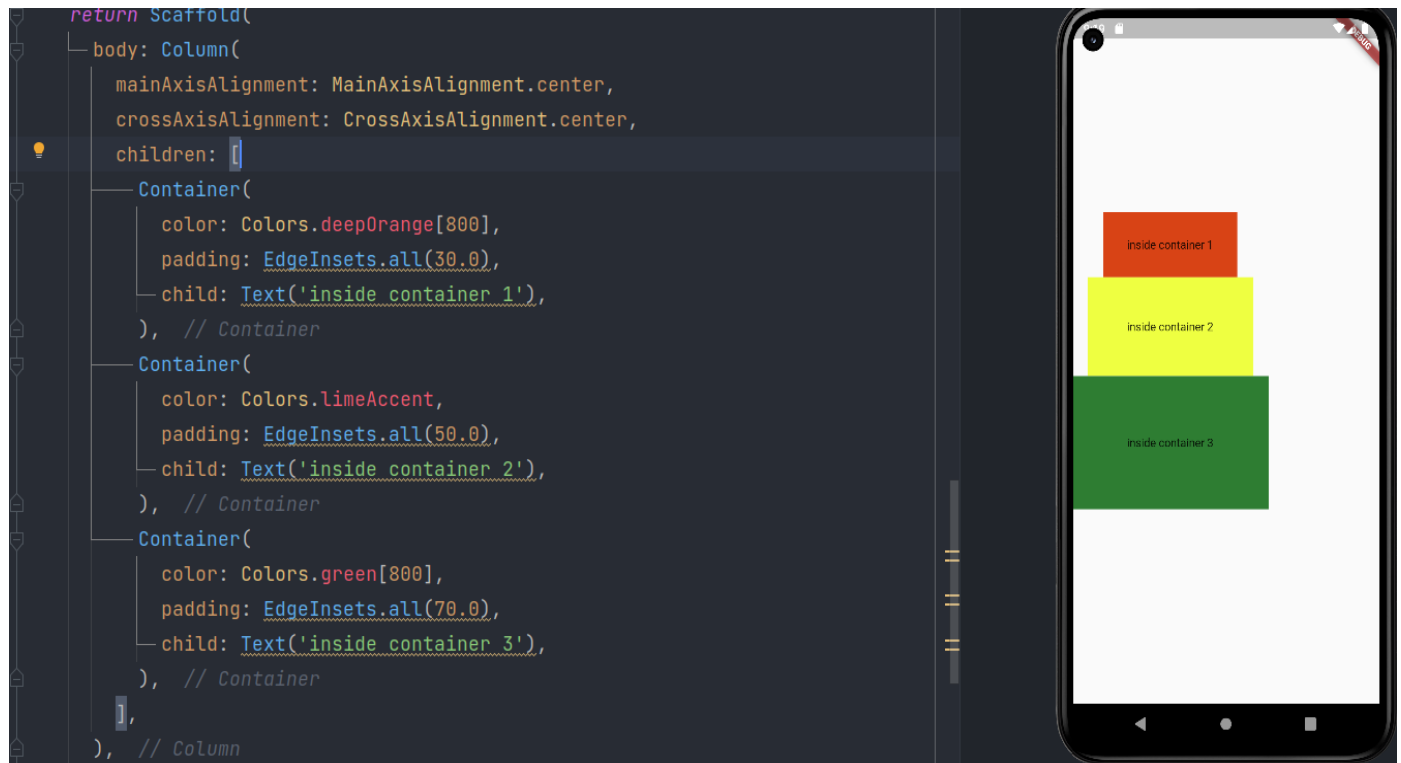 return Scaffold(
body: Column(
mainAxisAlignment: MainAxisAlignment.center,
crossAxisAlignment: CrossAxisAlignment.center,
children: [
Container(
color: Colors.deepOrange[800],
padding: EdgeInsets.all(30.0),
child: Text('inside container 1'),
), // Container
Container(
color: Colors.limeAccent,
padding: EdgeInsets.all(50.0),
child: Text('inside container 2'),
), // Container
Container(
color: Colors.green[800],
padding: EdgeInsets.all(70.0),
child: Text('inside container 3'),
), // Container
],
), // Column
DEBUG
inside container 1
inside container 2
inside container 3